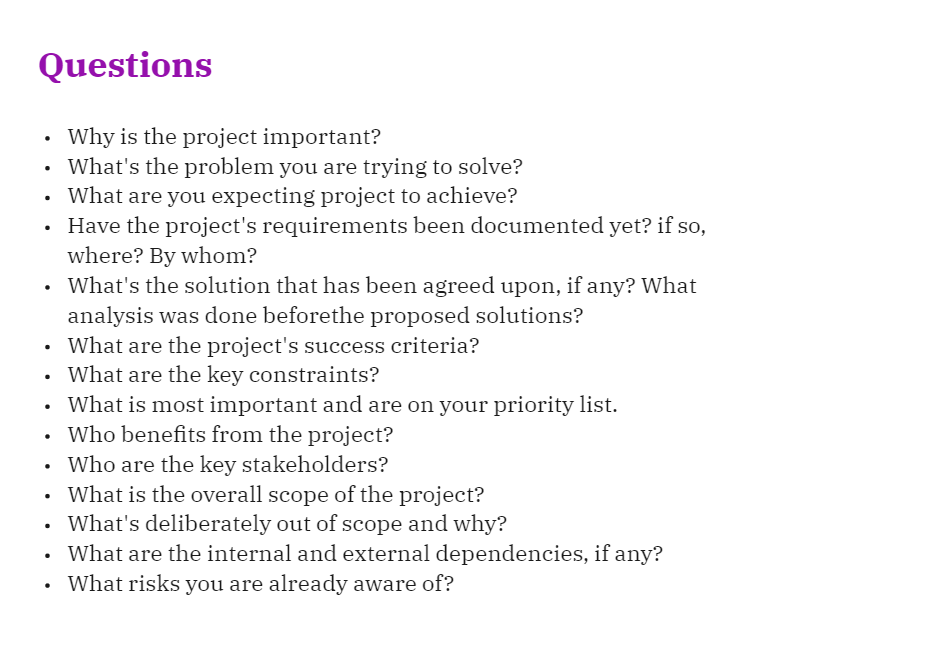 Questions
• Why is the project important?
• What's the problem you are trying to solve?
• What are you expecting project to achieve?
• Have the project's requirements been documented yet? if so,
where? By whom?
• What's the solution that has been agreed upon, if any? What
analysis was done beforethe proposed solutions?
• What are the project's success criteria?
• What are the key constraints?
• What is most important and are on your priority list.
• Who benefits from the project?
• Who are the key stakeholders?
• What is the overall scope of the project?
• What's deliberately out of scope and why?
• What are the internal and external dependencies, if any?
• What risks you are already aware of?